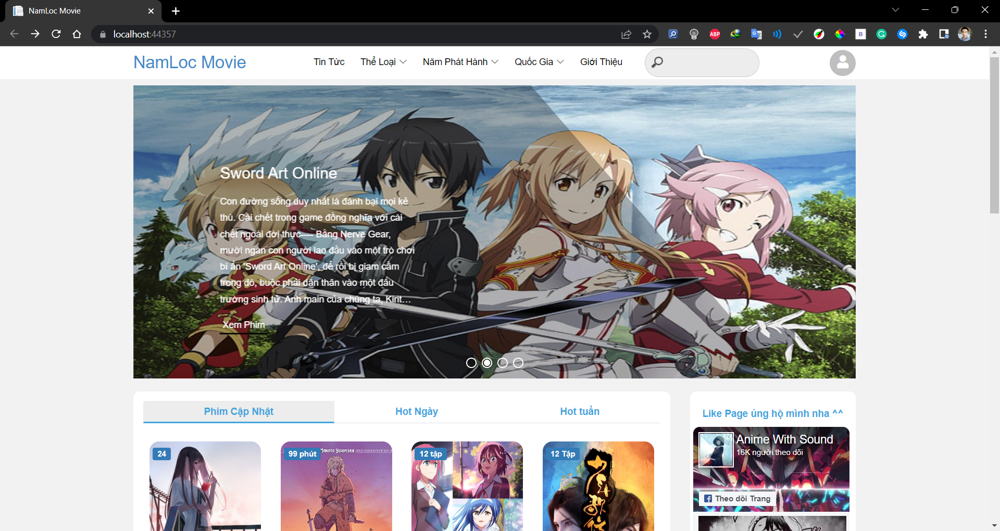 NamLoc Movie
localhost:44357
ABP
B
NamLoc Movie
Tin Tức
Thể Loại
Năm Phát Hành
Quốc Gia
Giới Thiệu
Sword Art Online
Con đường sống duy nhất là đánh bại mọi kẻ
thù. Cái chết trong game đồng nghĩa với cái
chết ngoài đời thực---- Bằng Nerve Gear,
mười ngàn con người lao đầu vào một trò chơi
bí ẩn 'Sword Art Online', để rồi bị giam cầm
trong đó, buộc phải dấn thân vào một đấu
trường sinh tử. Anh main của chúng ta, Kirit...
Xem Phim
Phim Cập Nhật
Hot Ngày
Hot tuần
24
99 phút
MAKOTO YUKIMURA
12 tập
12 Tập
Like Page ủng hộ mình nha ^^
Anime With Sound
16K người theo dõi
Theo dõi Trang